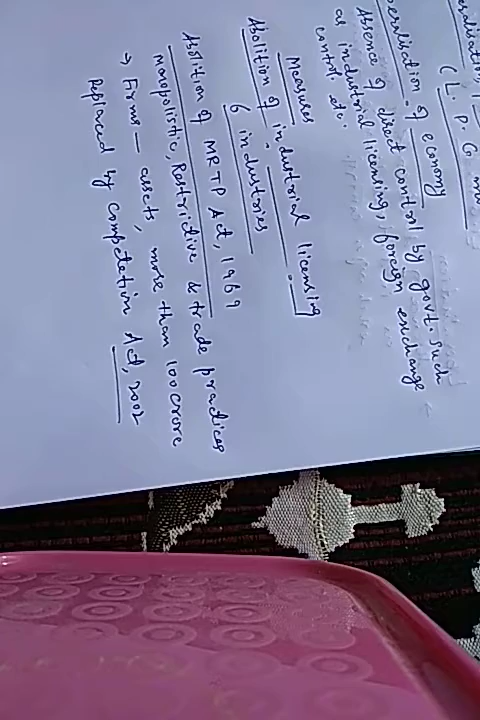 (L. P. G
eralisation of economy
Absence of direct control by govt. such
as industrial licensing, foreign exchange
control etc.
Measures
Abolition of industrial licensing
6 industries
Abolition of MRTP Act, 1969
Monopolistic, Restrictive & trade practices
→ Firms - assets, more than 100 crore
Replaced by competetion Act, 2002